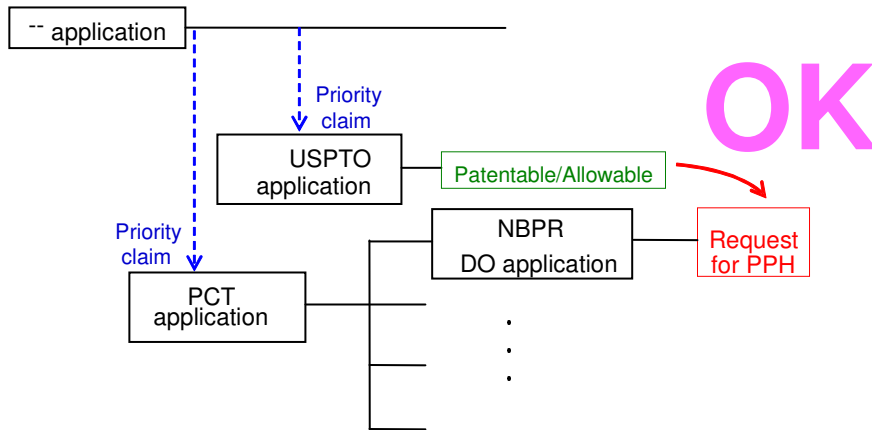 -- application
OK
Priority
claim
USPTO
application
Patentable/Allowable
Priority
claim
NBPR
DO application
Request
for PPH
PCT
application